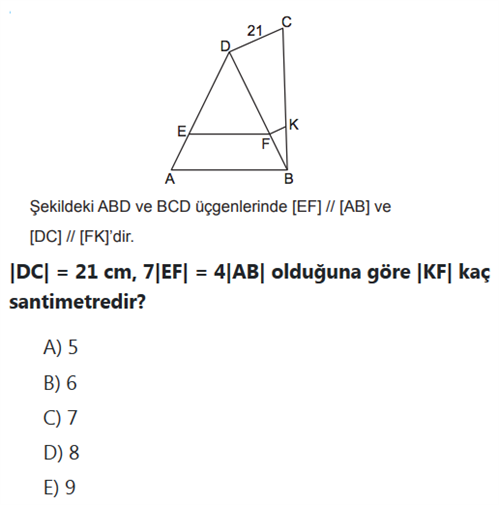 C
21
D
E
F
K
A
B
Şekildeki ABD ve BCD üçgenlerinde [EF] // [AB] ve
[DC] // [FK]'dir.
|DC| = 21 cm, 7|EF| = 4|AB| olduğuna göre |KF| kaç
santimetredir?
A) 5
B) 6
C) 7
D) 8
E) 9